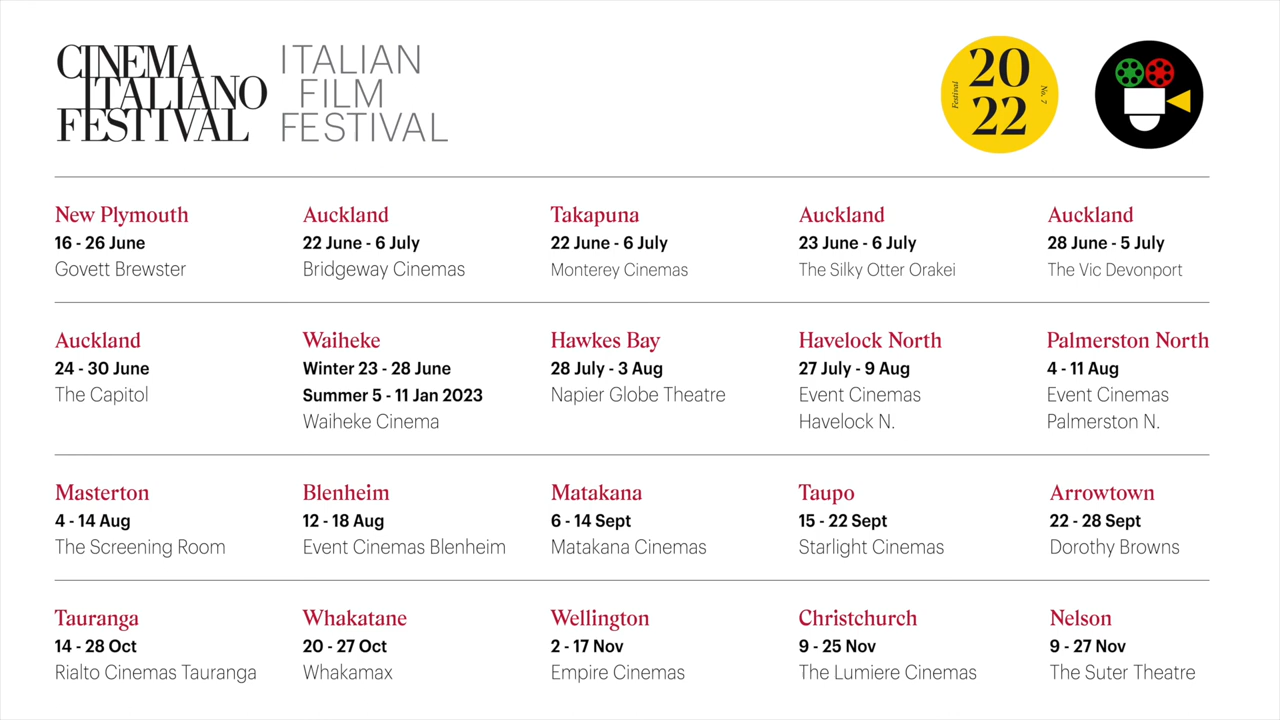 CINEMA
ITALIANO
FESTIVAL
ITALIAN
FILM
FESTIVAL
Festival
20
22
No. 7
New Plymouth
16 - 26 June
Govett Brewster
Auckland
22 June - 6 July
Bridgeway Cinemas
Takapuna
22 June - 6 July
Monterey Cinemas
Auckland
23 June - 6 July
The Silky Otter Orakei
Auckland
28 June - 5 July
The Vic Devonport
Auckland
24 - 30 June
The Capitol
Waiheke
Winter 23 - 28 June
Summer 5 - 11 Jan 2023
Waiheke Cinema
Hawkes Bay
28 July - 3 Aug
Napier Globe Theatre
Havelock North
27 July - 9 Aug
Event Cinemas
Havelock N.
Palmerston North
4 - 11 Aug
Event Cinemas
Palmerston N.
Masterton
4 - 14 Aug
The Screening Room
Blenheim
12 - 18 Aug
Event Cinemas Blenheim
Matakana
6 - 14 Sept
Matakana Cinemas
Taupo
15 - 22 Sept
Starlight Cinemas
Arrowtown
22 - 28 Sept
Dorothy Browns
Tauranga
14 - 28 Oct
Rialto Cinemas Tauranga
Whakatane
20 - 27 Oct
Whakamax
Wellington
2 - 17 Nov
Empire Cinemas
Christchurch
9 - 25 Nov
The Lumiere Cinemas
Nelson
9 - 27 Nov
The Suter Theatre